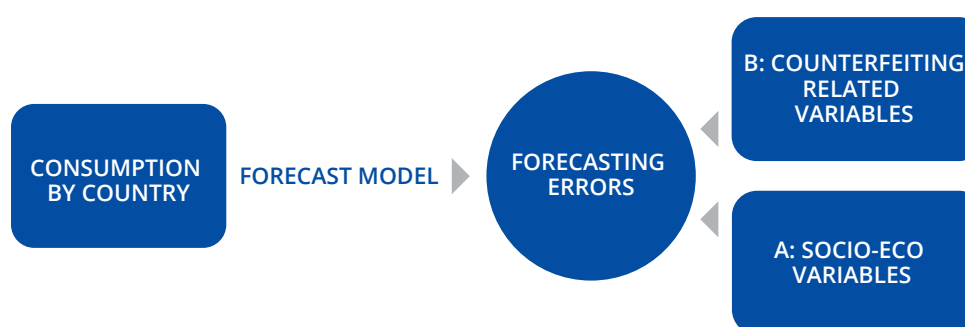 CONSUMPTION
BY COUNTRY
FORECAST MODEL
FORECASTING
ERRORS
B: COUNTERFEITING
RELATED
VARIABLES
A: SOCIO-ECO
VARIABLES